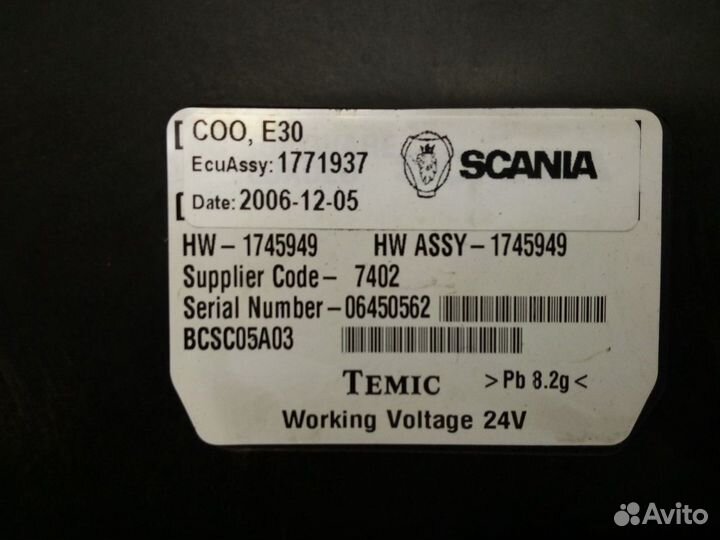 COO, E30
EcuAssy: 1771937
SCANIA
Date: 2006-12-05
HW - 1745949 HW ASSY - 1745949
Supplier Code - 7402
Serial Number - 06450562
BCSC05A03
TEMIC >Pb 8.2g<
Working Voltage 24V
Avito